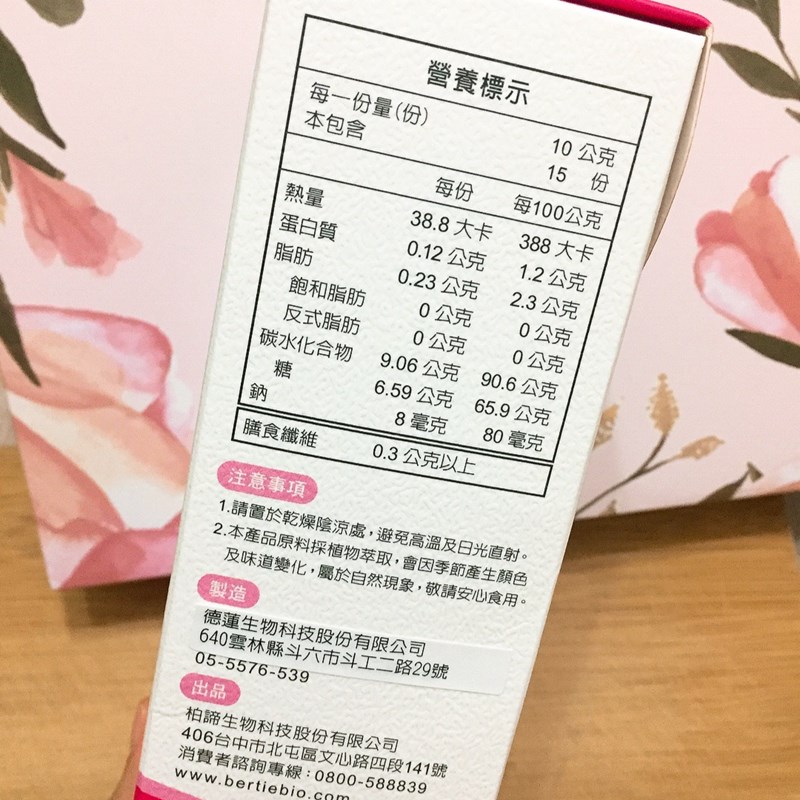 營養標示
每一份量(份) 10 公克
本包含 15 份
每份 每100公克
熱量 38.8 大卡 388 大卡
蛋白質 0.12 公克 1.2 公克
脂肪 0.23 公克 2.3 公克
飽和脂肪 0 公克 0 公克
反式脂肪 0 公克 0 公克
碳水化合物 9.06 公克 90.6 公克
糖 6.59 公克 65.9 公克
鈉 8 毫克 80 毫克
膳食纖維 0.3 公克以上
注意事項
1.請置於乾燥陰涼處,避免高溫及日光直射。
2.本產品原料採植物萃取,會因季節產生顏色
及味道變化,屬於自然現象,敬請安心食用。
製造
德蓮生物科技股份有限公司
640雲林縣斗六市斗工二路29號
05-5576-539
出品
柏諦生物科技股份有限公司
406台中市北屯區文心路四段141號
消費者諮詢專線:0800-588839
www.bertiebio.com